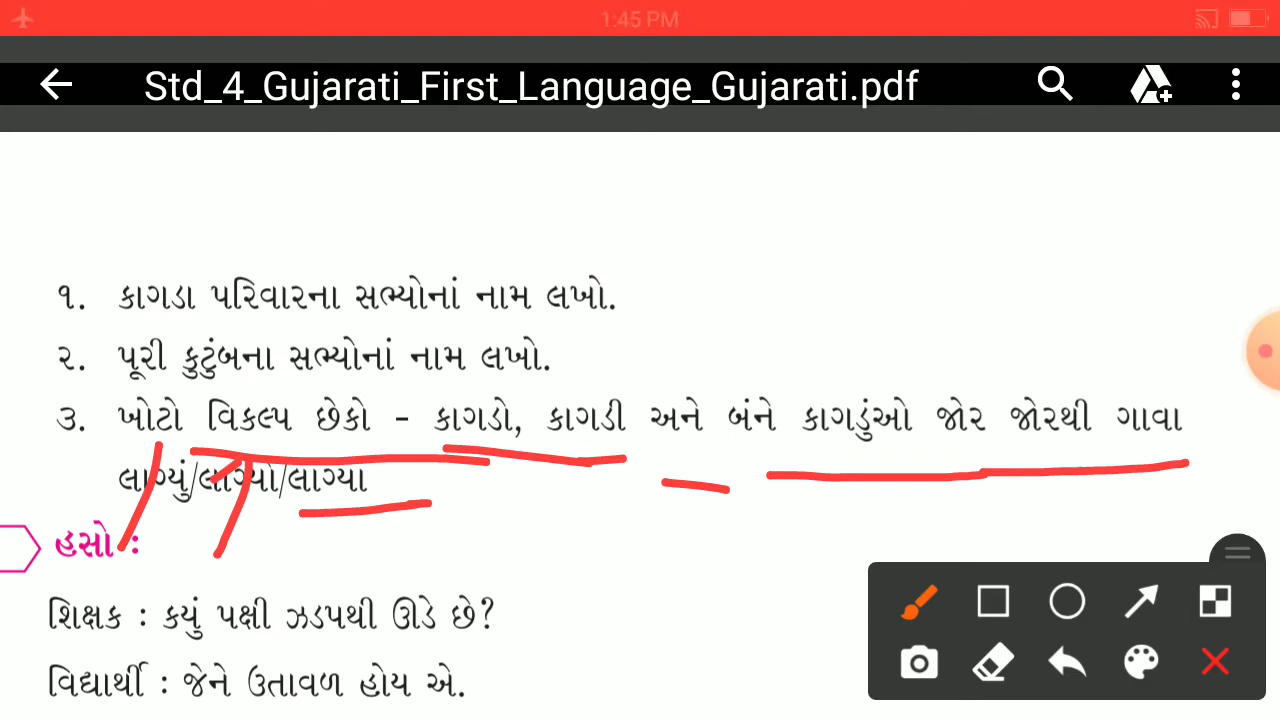 1:45 PM
Std_4_Gujarati_First_Language_Gujarati.pdf
૧. કાગડા પરિવારના સભ્યોનાં નામ લખો.
૨. પૂરી કુટુંબના સભ્યોનાં નામ લખો.
૩. ખોટો વિકલ્પ છેકો - કાગડો, કાગડી અને બંને કાગડુંઓ જોર જોરથી ગાવા
લાગ્યું/લાગ્યો/લાગ્યા
હસો :
શિક્ષક : કયું પક્ષી ઝડપથી ઊડે છે?
વિદ્યાર્થી : જેને ઉતાવળ હોય એ.